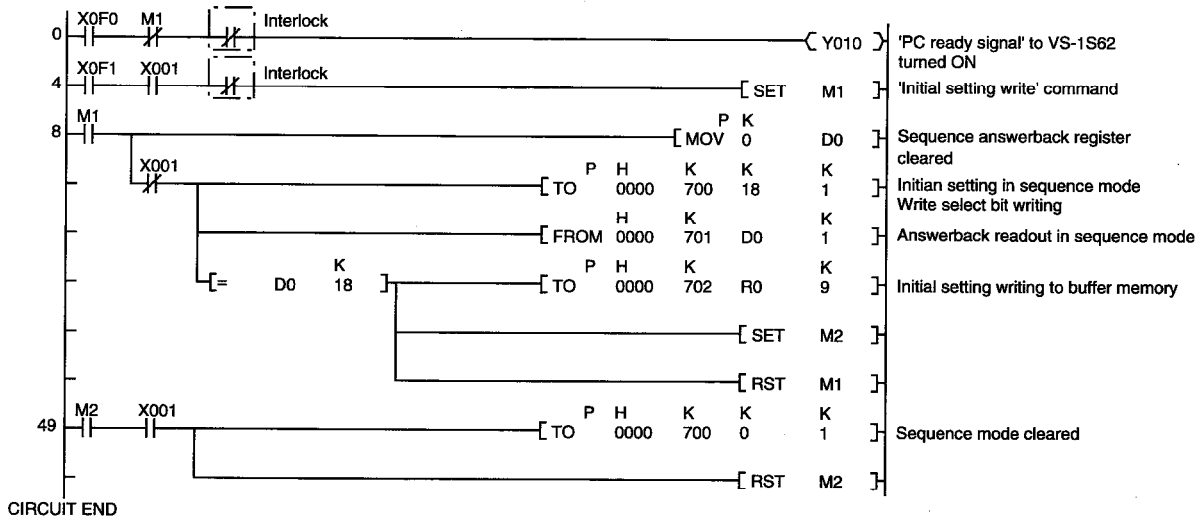 X0F0 M1 Interlock
0 Y010 'PC ready signal' to VS-1S62
turned ON
X0F1 X001 Interlock
4 SET M1 'Initial setting write' command
M1 P K
8 MOV 0 D0 Sequence answerback register
cleared
X001 P H K K K
TO 0000 700 18 1 Initian setting in sequence mode
Write select bit writing
H K K
FROM 0000 701 D0 1 Answerback readout in sequence mode
K P H K K
= D0 18 TO 0000 702 R0 9 Initial setting writing to buffer memory
SET M2
RST M1
M2 X001 P H K K K
49 TO 0000 700 0 1 Sequence mode cleared
RST M2
CIRCUIT END